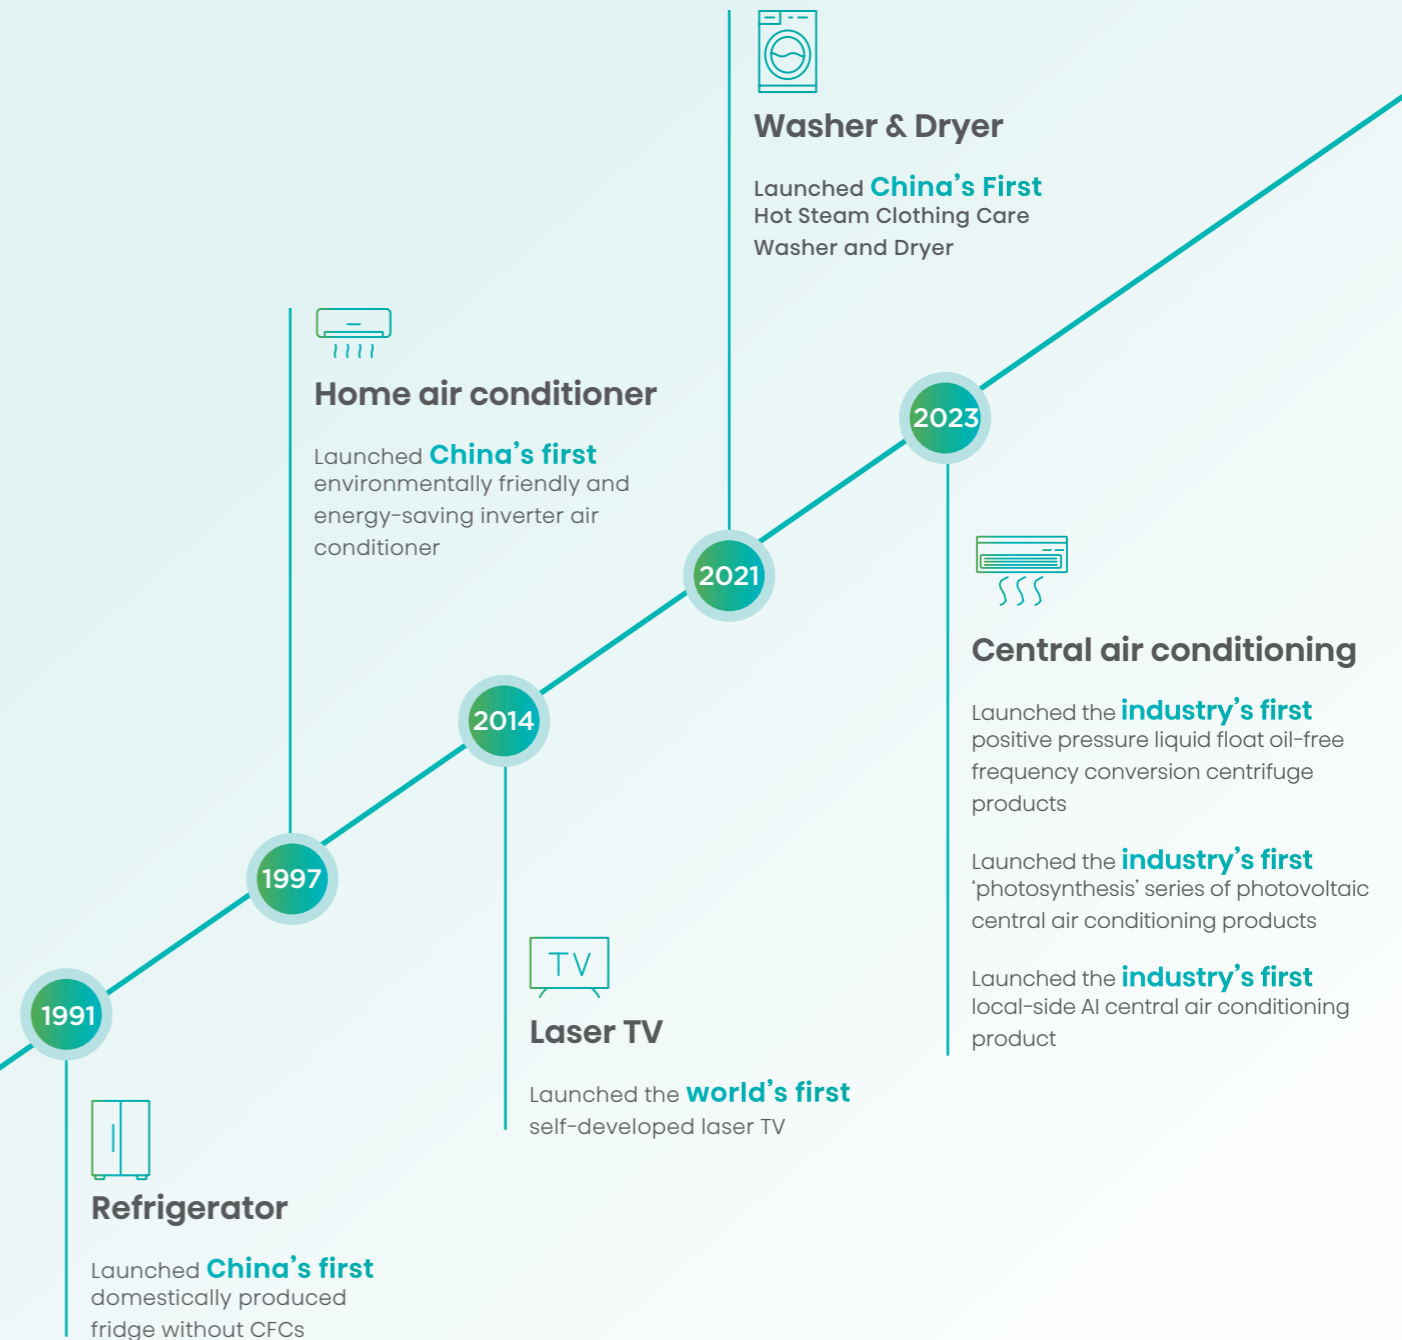 Washer & Dryer
Launched China's First
Hot Steam Clothing Care
Washer and Dryer
Home air conditioner
Launched China's first
environmentally friendly and
energy-saving inverter air
conditioner
2023
2021
Central air conditioning
Launched the industry's first
positive pressure liquid float oil-free
frequency conversion centrifuge
products
Launched the industry's first
'photosynthesis' series of photovoltaic
central air conditioning products
Launched the industry's first
local-side AI central air conditioning
product
2014
1997
TV
Laser TV
Launched the world's first
self-developed laser TV
1991
Refrigerator
Launched China's first
domestically produced
fridge without CFCs